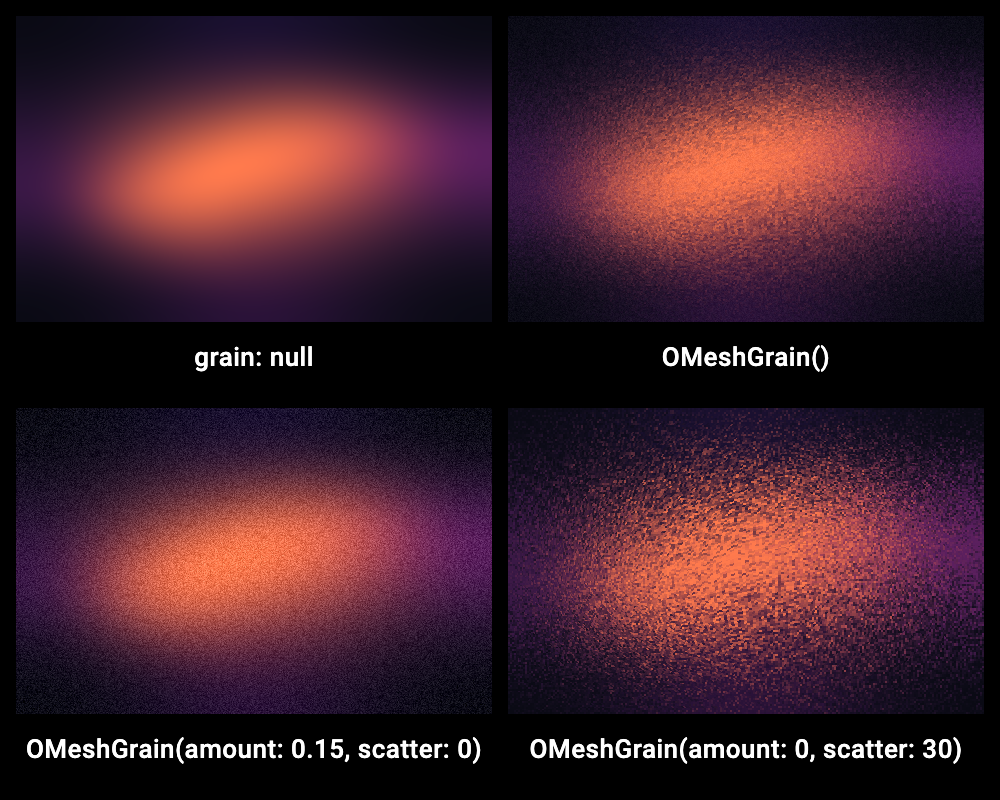 grain: null
OMeshGrain()
OMeshGrain(amount: 0.15, scatter: 0)
OMeshGrain(amount: 0, scatter: 30)